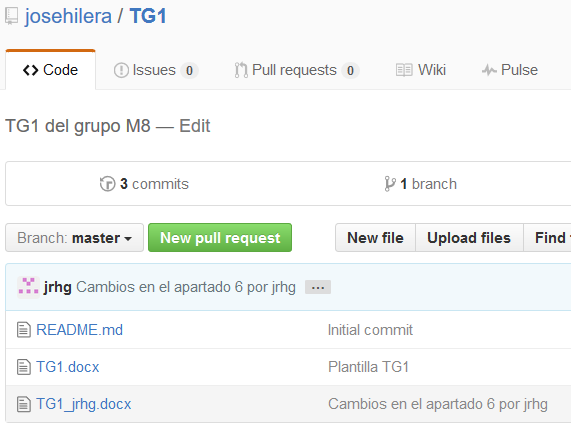 josehilera / TG1
Code Issues 0 Pull requests 0 Wiki Pulse
TG1 del grupo M8 — Edit
3 commits 1 branch
Branch: master New pull request New file Upload files Find
jrhg Cambios en el apartado 6 por jrhg ...
README.md Initial commit
TG1.docx Plantilla TG1
TG1_jrhg.docx Cambios en el apartado 6 por jrhg